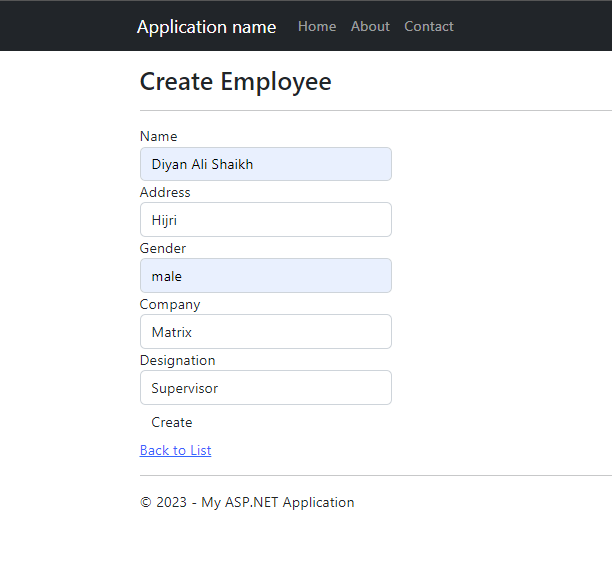 Application name Home About Contact
Create Employee
Name
Diyan Ali Shaikh
Address
Hijri
Gender
male
Company
Matrix
Designation
Supervisor
Create
Back to List
© 2023 - My ASP.NET Application